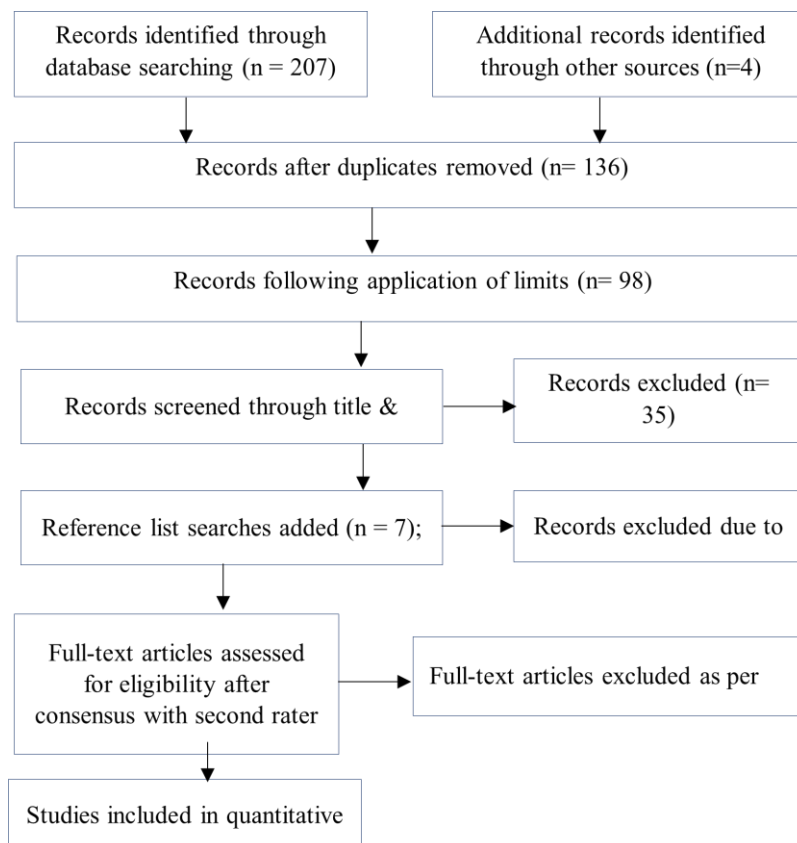 Records identified through
database searching (n = 207)
Additional records identified
through other sources (n=4)
Records after duplicates removed (n= 136)
Records following application of limits (n= 98)
Records screened through title &
Records excluded (n=
35)
Reference list searches added (n = 7);
Records excluded due to
Full-text articles assessed
for eligibility after
consensus with second rater
Full-text articles excluded as per
Studies included in quantitative